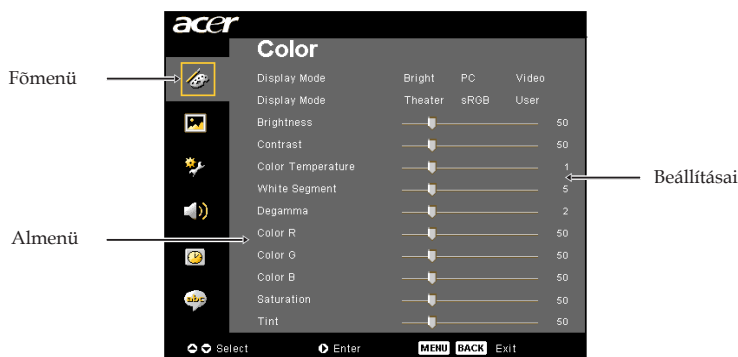 acer
Color
Display Mode Bright PC Video
Display Mode Theater sRGB User
Brightness 50
Contrast 50
Color Temperature 1
White Segment 5
Degamma 2
Color R 50
Color G 50
Color B 50
Saturation 50
Tint 50
abc
Select Enter MENU BACK Exit
Fõmenü
Almenü
Beállításai